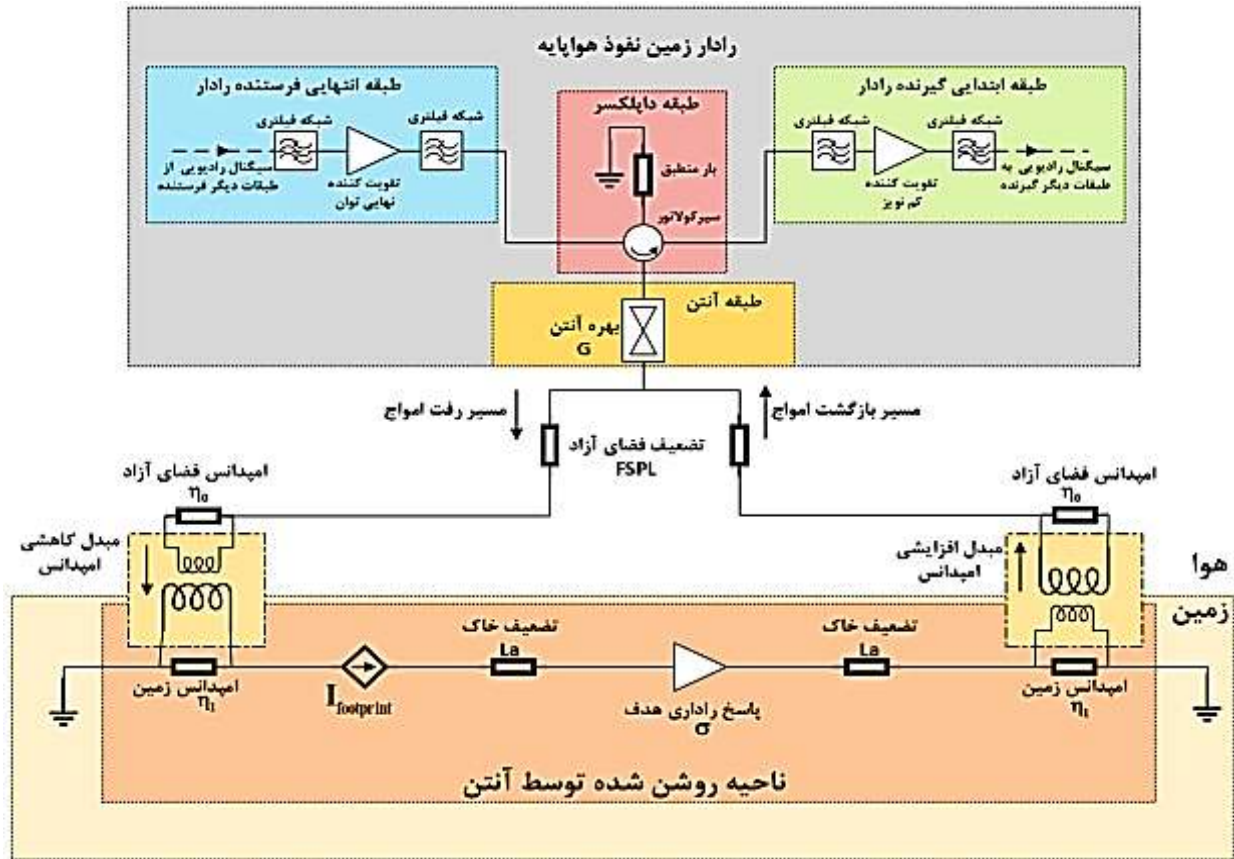 رادار زمین نفوذ هواپایه
طبقه انتهایی فرستنده رادار
شبکه فیلتری
شبکه فیلتری
سیگنال رادیویی از
طبقات دیگر فرستنده
تقویت کننده
نهایی توان
طبقه داپلکسر
بار منطبق
سیرکولاتور
طبقه ابتدایی گیرنده رادار
شبکه فیلتری
شبکه فیلتری
تقویت کننده
کم نویز
سیگنال رادیویی به
طبقات دیگر گیرنده
طبقه آنتن
بهره آنتن
G
مسیر رفت امواج
مسیر بازگشت امواج
تضعیف فضای آزاد
FSPL
امپدانس فضای آزاد
η₀
امپدانس فضای آزاد
η₀
مبدل کاهشی
امپدانس
مبدل افزایشی
امپدانس
هوا
زمین
امپدانس زمین
η₁
I footprint
تضعیف خاک
La
پاسخ راداری هدف
σ
تضعیف خاک
La
امپدانس زمین
η₁
ناحیه روشن شده توسط آنتن